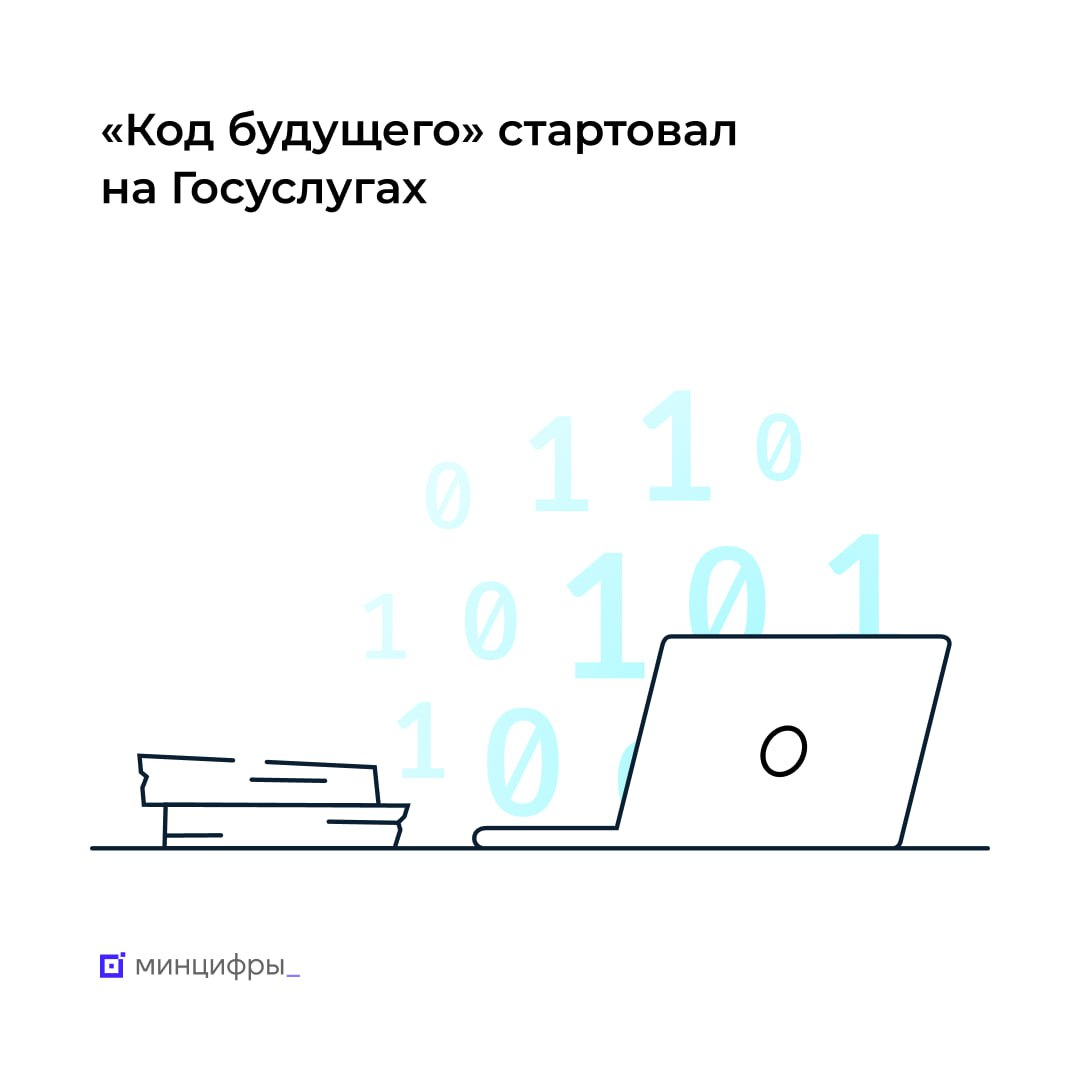 «Код будущего» стартовал
на Госуслугах
0 1 1 0
1 0 1 0 1
1 0
минцифры_